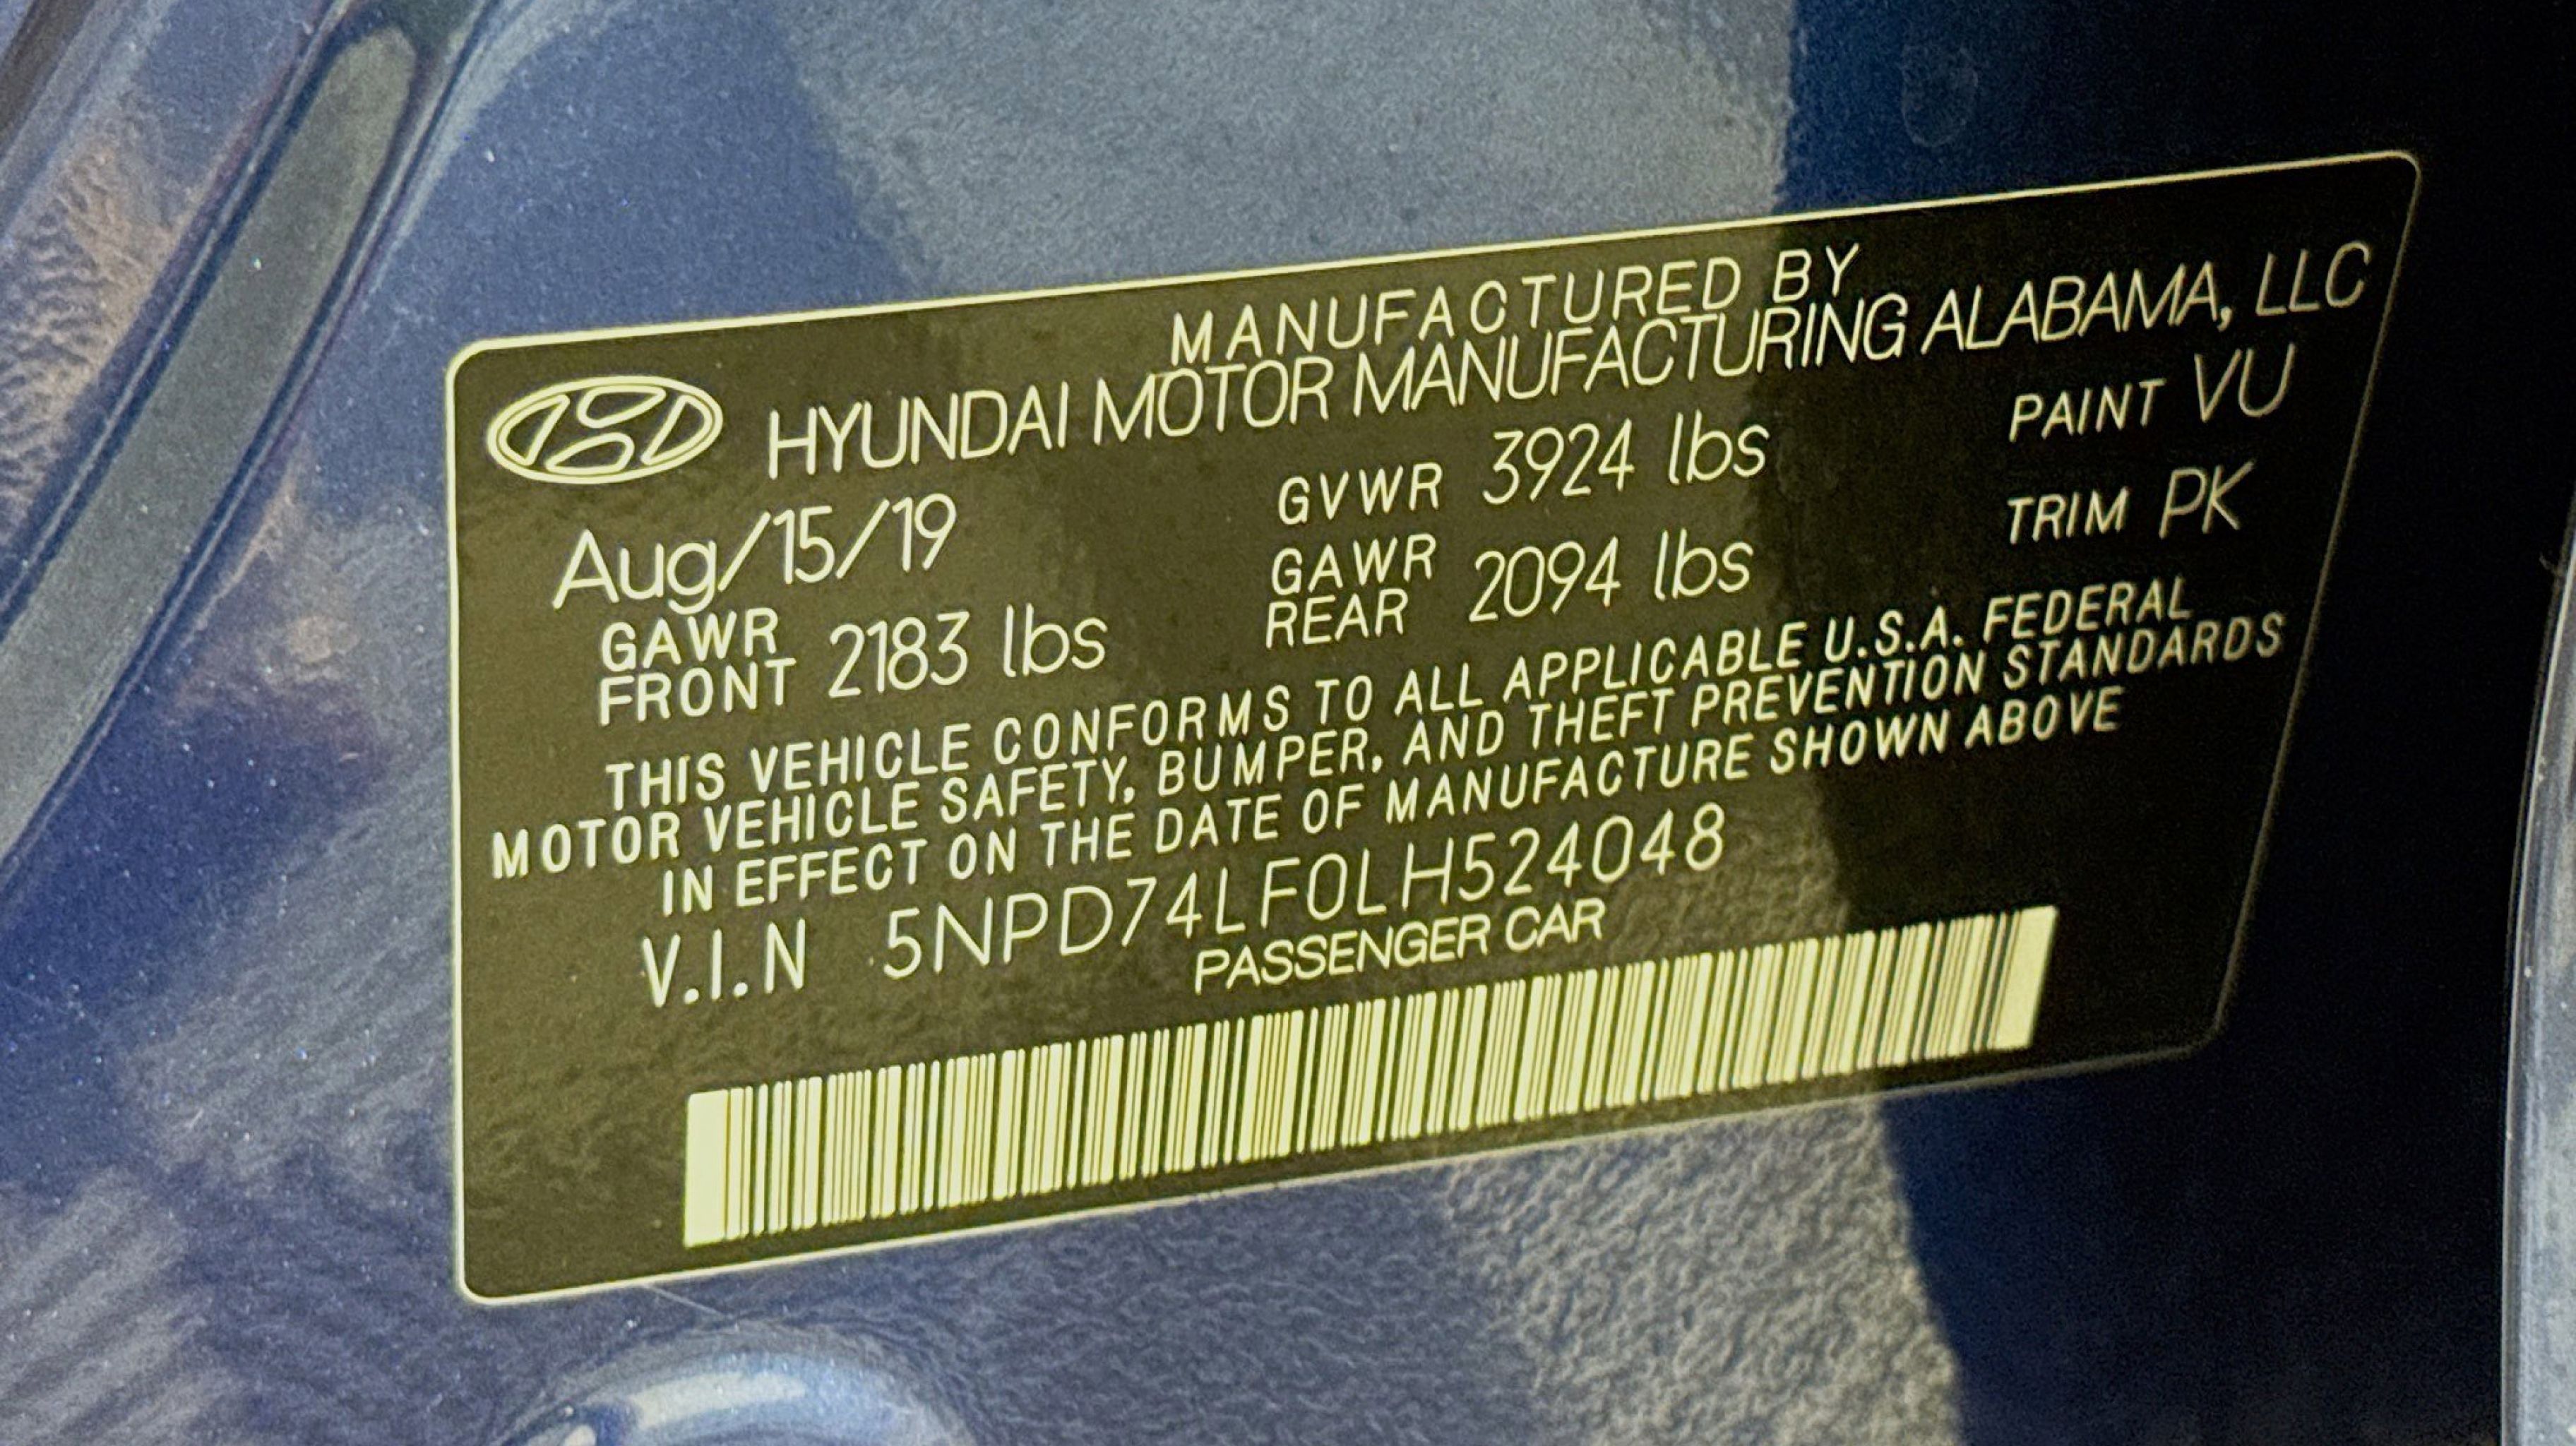 MANUFACTURED BY
HYUNDAI MOTOR MANUFACTURING ALABAMA, LLC
Aug/15/19 GVWR 3924 lbs PAINT VU
GAWR FRONT 2183 lbs GAWR REAR 2094 lbs TRIM PK
THIS VEHICLE CONFORMS TO ALL APPLICABLE U.S.A. FEDERAL
MOTOR VEHICLE SAFETY, BUMPER, AND THEFT PREVENTION STANDARDS
IN EFFECT ON THE DATE OF MANUFACTURE SHOWN ABOVE
V.I.N 5NPD74LF0LH524048
PASSENGER CAR